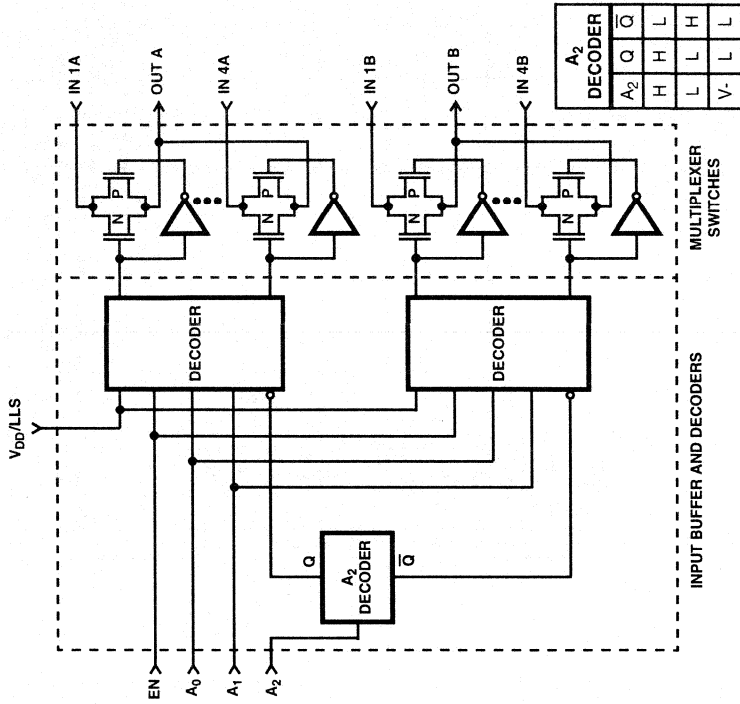 V_DD/LLS
EN
A₀
A₁
A₂
A₂
DECODER
Q
Q̅
DECODER
DECODER
N
P
N
P
N
P
N
P
IN 1A
OUT A
IN 4A
IN 1B
OUT B
IN 4B
INPUT BUFFER AND DECODERS
MULTIPLEXER
SWITCHES
A₂
DECODER
A₂ Q Q̅
H H L
L L H
V- L L